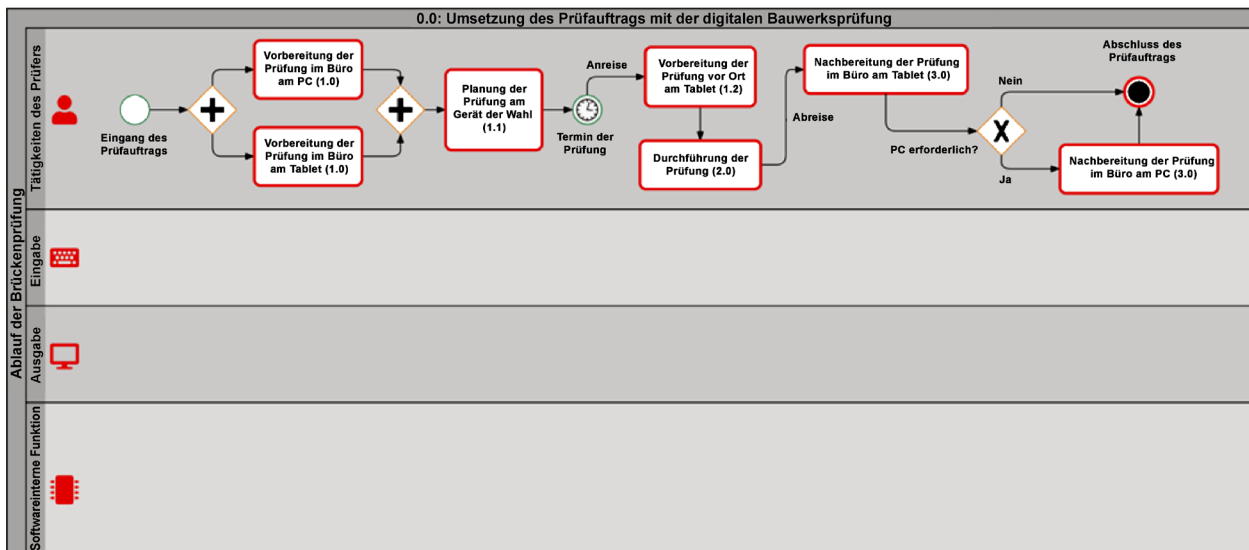 0.0: Umsetzung des Prüfauftrags mit der digitalen Bauwerksprüfung
Ablauf der Brückenprüfung
Tätigkeiten des Prüfers
Eingang des
Prüfauftrags
Vorbereitung der
Prüfung im Büro
am PC (1.0)
Vorbereitung der
Prüfung im Büro
am Tablet (1.0)
Planung der
Prüfung am
Gerät der Wahl
(1.1)
Termin der
Prüfung
Anreise
Vorbereitung der
Prüfung vor Ort
am Tablet (1.2)
Durchführung der
Prüfung (2.0)
Abreise
Nachbereitung der Prüfung
im Büro am Tablet (3.0)
PC erforderlich?
Nein
Ja
Nachbereitung der Prüfung
im Büro am PC (3.0)
Abschluss des
Prüfauftrags
Eingabe
Ausgabe
Softwareinterne Funktion